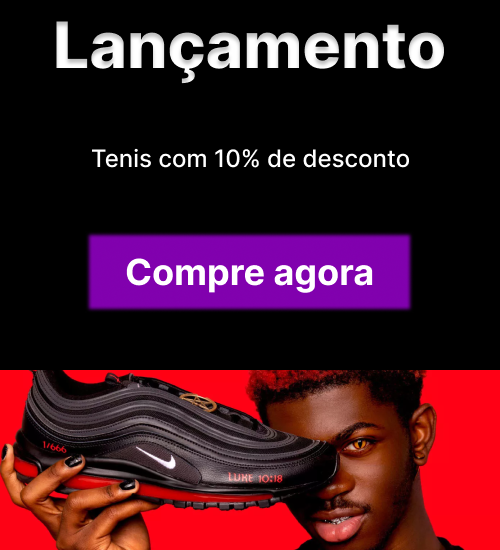 Lançamento
Tenis com 10% de desconto
Compre agora
1/666
LUKE 10:18